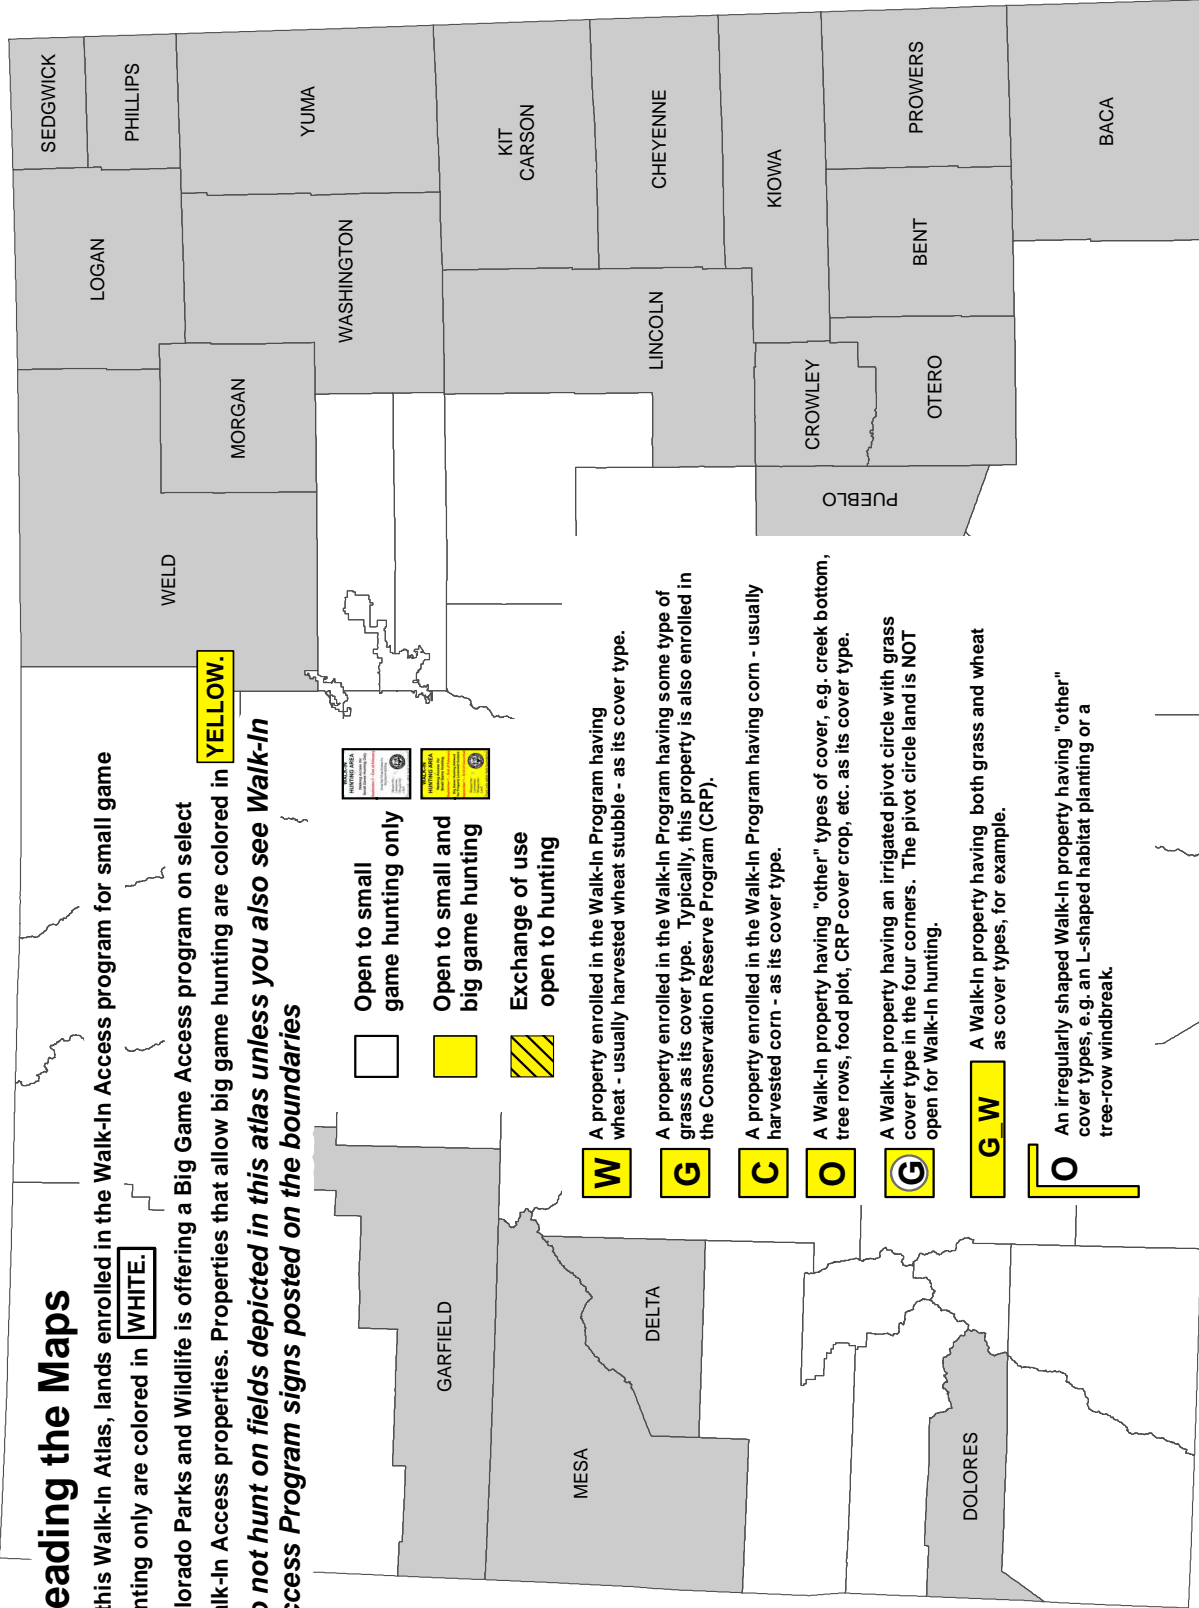 eading the Maps
this Walk-In Atlas, lands enrolled in the Walk-In Access program for small game
nting only are colored in WHITE.
lorado Parks and Wildlife is offering a Big Game Access program on select
alk-In Access properties. Properties that allow big game hunting are colored in YELLOW.
o not hunt on fields depicted in this atlas unless you also see Walk-In
ccess Program signs posted on the boundaries
Open to small
game hunting only
WALK-IN
HUNTING AREA
Open to small and
big game hunting
WALK-IN
HUNTING AREA
Exchange of use
open to hunting
W
A property enrolled in the Walk-In Program having
wheat - usually harvested wheat stubble - as its cover type.
G
A property enrolled in the Walk-In Program having some type of
grass as its cover type. Typically, this property is also enrolled in
the Conservation Reserve Program (CRP).
C
A property enrolled in the Walk-In Program having corn - usually
harvested corn - as its cover type.
O
A Walk-In property having "other" types of cover, e.g. creek bottom,
tree rows, food plot, CRP cover crop, etc. as its cover type.
G
A Walk-In property having an irrigated pivot circle with grass
cover type in the four corners. The pivot circle land is NOT
open for Walk-In hunting.
G_W
A Walk-In property having both grass and wheat
as cover types, for example.
O
An irregularly shaped Walk-In property having "other"
cover types, e.g. an L-shaped habitat planting or a
tree-row windbreak.
SEDGWICK
PHILLIPS
LOGAN
YUMA
WELD
MORGAN
WASHINGTON
KIT
CARSON
CHEYENNE
LINCOLN
KIOWA
CROWLEY
PROWERS
BENT
OTERO
PUEBLO
BACA
GARFIELD
MESA
DELTA
DOLORES